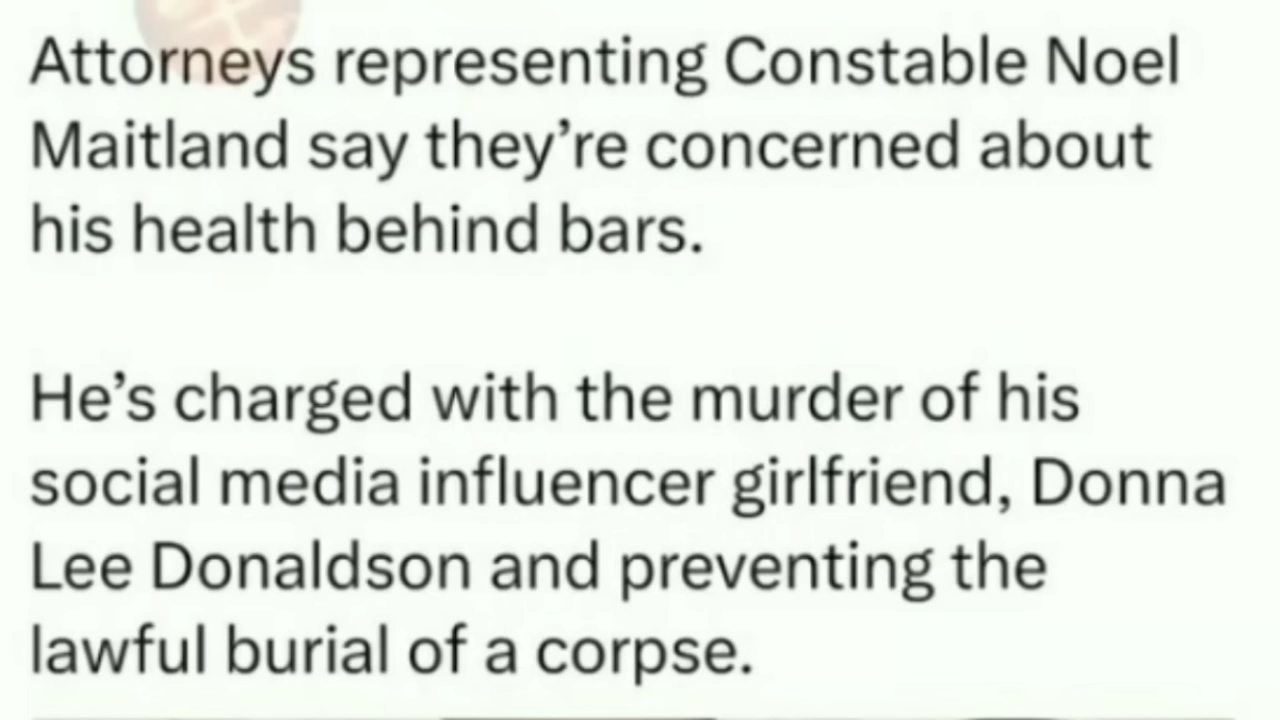 Attorneys representing Constable Noel
Maitland say they’re concerned about
his health behind bars.
He’s charged with the murder of his
social media influencer girlfriend, Donna
Lee Donaldson and preventing the
lawful burial of a corpse.